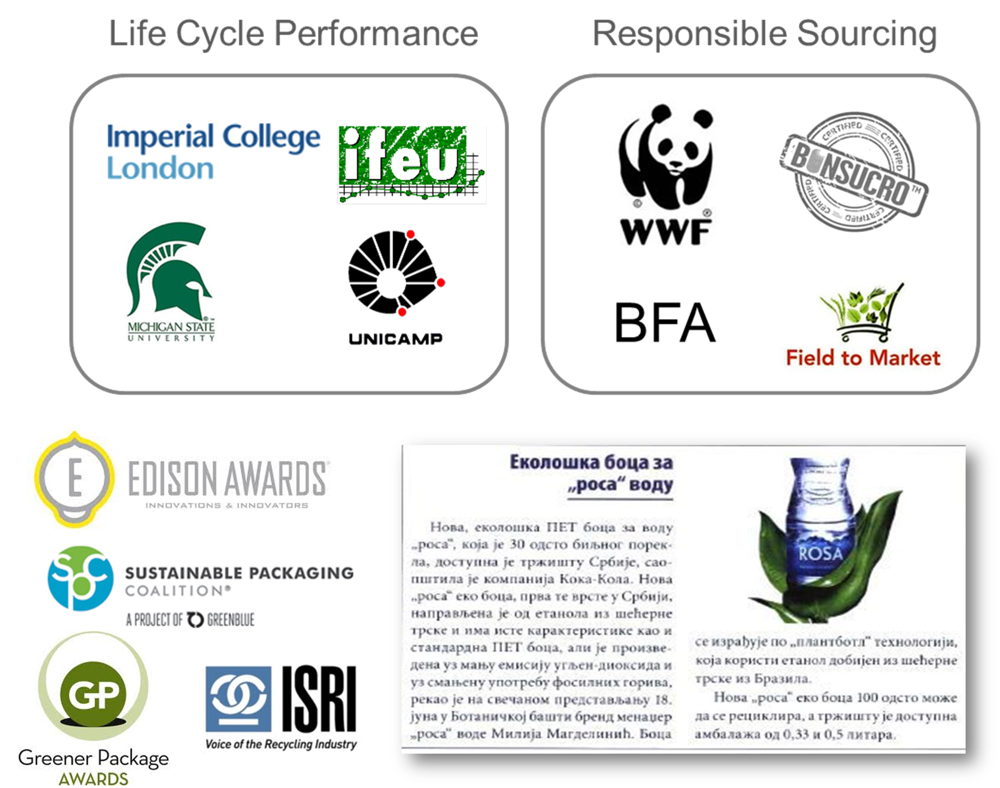 Life Cycle Performance
Responsible Sourcing
Imperial College
London
ifeu
MICHIGAN STATE
UNIVERSITY
UNICAMP
©
®
WWF
CERTIFIED
CERTIFIED
BONSUCRO™
CERTIFIED
CERTIFIED
BFA
Field to Market
E
EDISON AWARDS
INNOVATIONS & INNOVATORS
SPC
SUSTAINABLE PACKAGING
COALITION®
A PROJECT OF GREENBLUE
GP
Greener Package
AWARDS
ISRI
Voice of the Recycling Industry
Еколошка боца за
„роса“ воду
Нова, еколошка ПЕТ боца за воду
„роса“, која је 30 одсто биљног порек-
ла, доступна је тржишту Србије, сао-
пштила је компанија Кока-Кола. Нова
„роса“ еко боца, прва те врсте у Србији,
направљена је од етанола из шећерне
трске и има исте карактеристике као и
стандардна ПЕТ боца, али је произве-
дена уз мању емисију угљен-диоксида и
уз смањену употребу фосилних горива,
рекао је на свечаном представљању 18.
јуна у Ботаничкој башти бренд менаџер
„роса“ воде Милија Магделинић. Боца
ROSA
се израђује по „плантботл“ технологији,
која користи етанол добијен из шећерне
трске из Бразила.
Нова „роса“ еко боца 100 одсто може
да се рециклира, а тржишту је доступна
амбалажа од 0,33 и 0,5 литара.